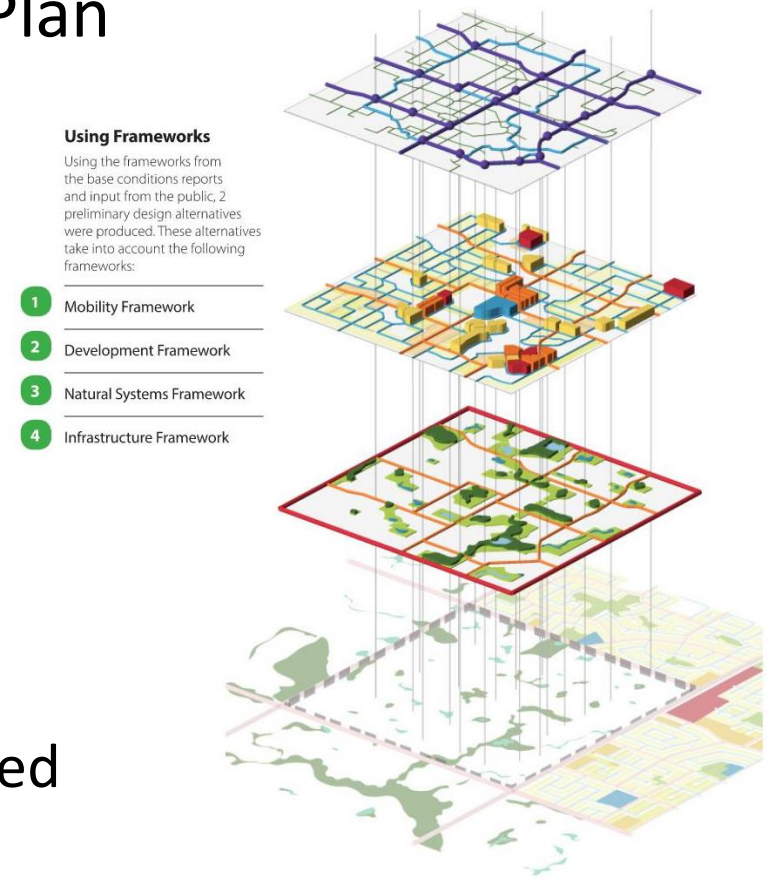 Plan
Using Frameworks
Using the frameworks from
the base conditions reports
and input from the public, 2
preliminary design alternatives
were produced. These alternatives
take into account the following
frameworks:
1 Mobility Framework
2 Development Framework
3 Natural Systems Framework
4 Infrastructure Framework
ed